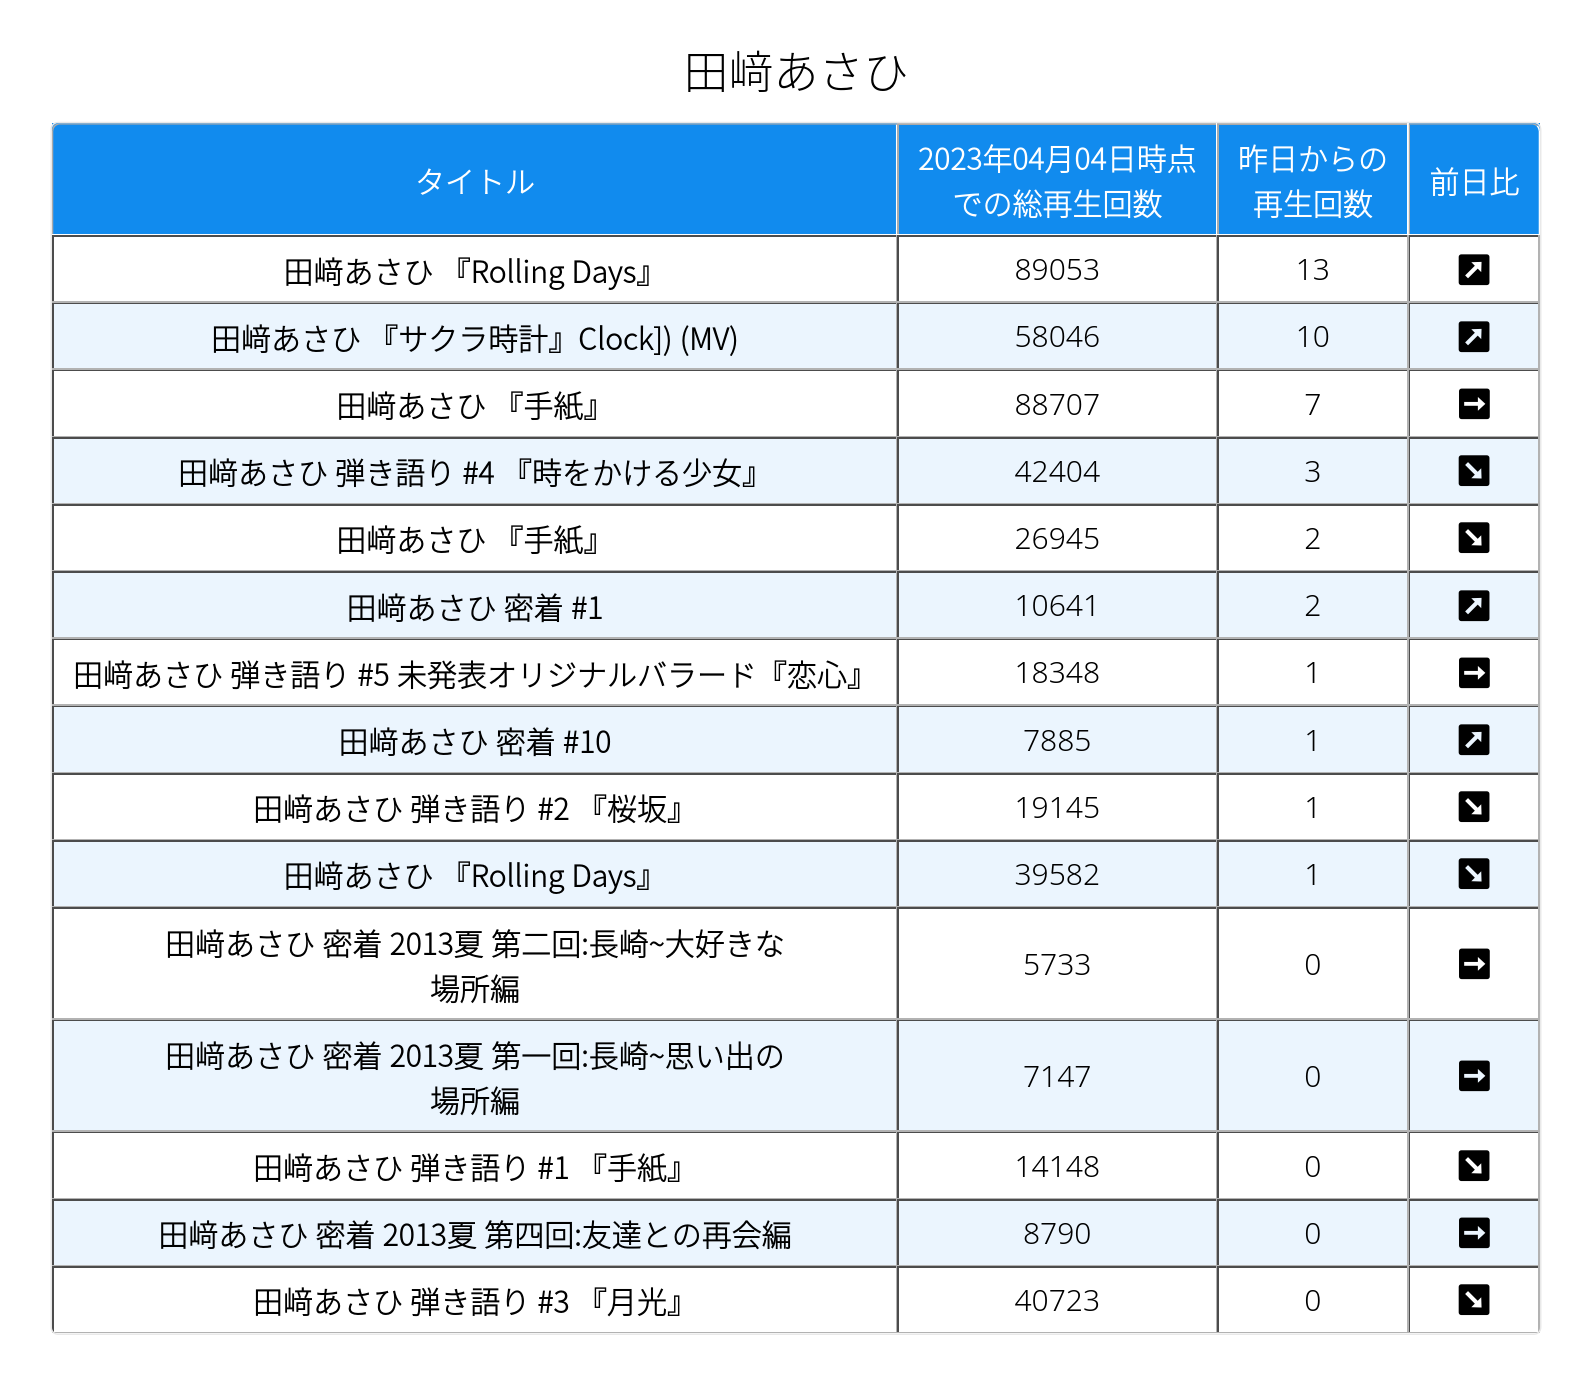 田﨑あさひ
タイトル
2023年04月04日時点
での総再生回数
昨日からの
再生回数
前日比
田﨑あさひ 『Rolling Days』 89053 13 ↗
田﨑あさひ 『サクラ時計』Clock]) (MV) 58046 10 ↗
田﨑あさひ 『手紙』 88707 7 →
田﨑あさひ 弾き語り #4 『時をかける少女』 42404 3 ↘
田﨑あさひ 『手紙』 26945 2 ↘
田﨑あさひ 密着 #1 10641 2 ↗
田﨑あさひ 弾き語り #5 未発表オリジナルバラード『恋心』 18348 1 →
田﨑あさひ 密着 #10 7885 1 ↗
田﨑あさひ 弾き語り #2 『桜坂』 19145 1 ↘
田﨑あさひ 『Rolling Days』 39582 1 ↘
田﨑あさひ 密着 2013夏 第二回:長崎~大好きな
場所編 5733 0 →
田﨑あさひ 密着 2013夏 第一回:長崎~思い出の
場所編 7147 0 →
田﨑あさひ 弾き語り #1 『手紙』 14148 0 ↘
田﨑あさひ 密着 2013夏 第四回:友達との再会編 8790 0 →
田﨑あさひ 弾き語り #3 『月光』 40723 0 ↘